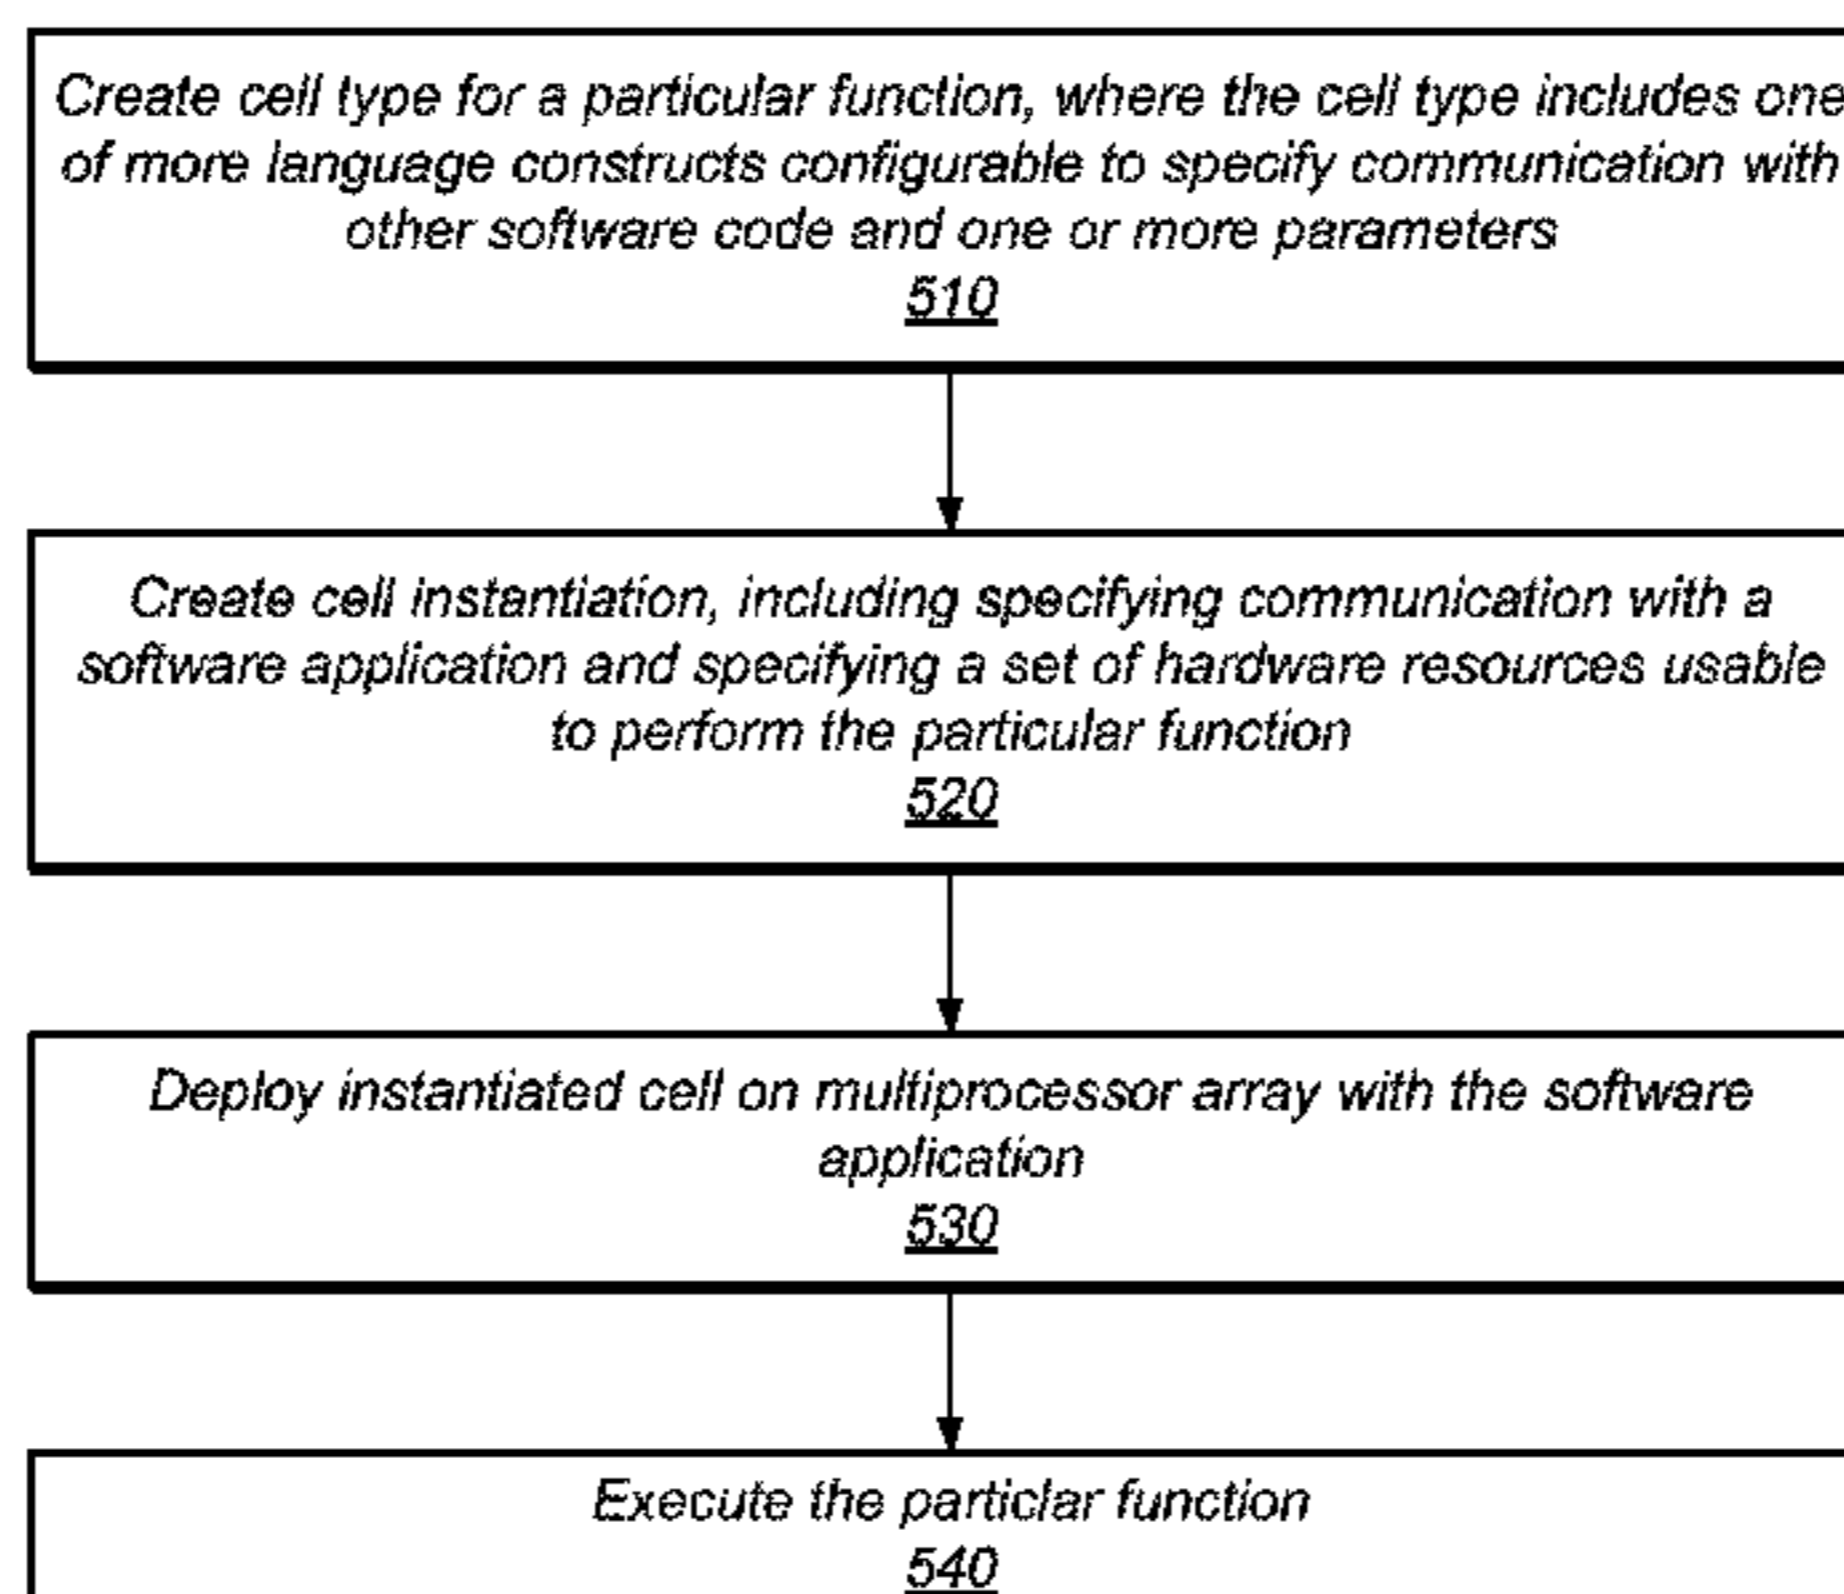 Create cell type for a particular function, where the cell type includes one
of more language constructs configurable to specify communication with
other software code and one or more parameters
510
Create cell instantiation, including specifying communication with a
software application and specifying a set of hardware resources usable
to perform the particular function
520
Deploy instantiated cell on multiprocessor array with the software
application
530
Execute the particlar function
540